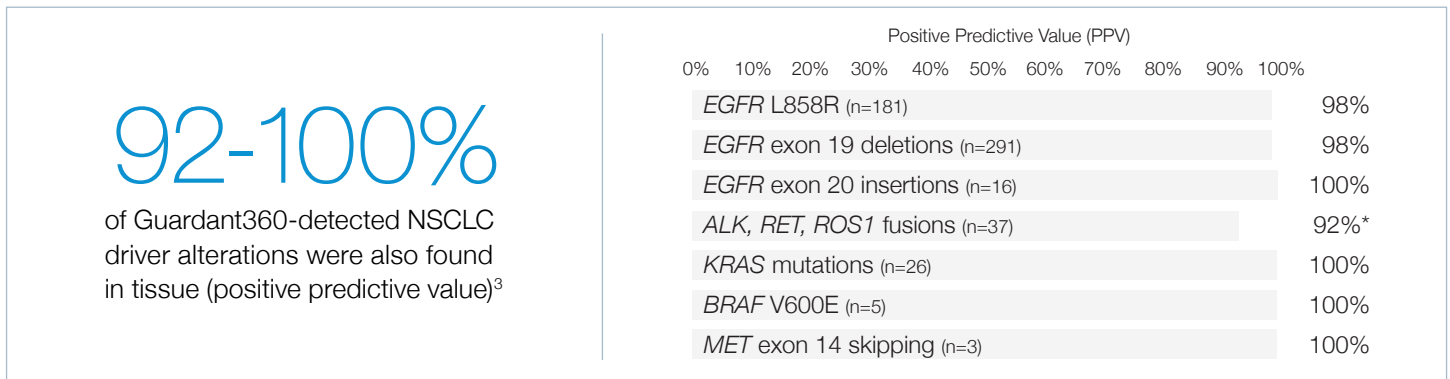 92-100%
of Guardant360-detected NSCLC
driver alterations were also found
in tissue (positive predictive value)3
Positive Predictive Value (PPV)
0% 10% 20% 30% 40% 50% 60% 70% 80% 90% 100%
EGFR L858R (n=181) 98%
EGFR exon 19 deletions (n=291) 98%
EGFR exon 20 insertions (n=16) 100%
ALK, RET, ROS1 fusions (n=37) 92%*
KRAS mutations (n=26) 100%
BRAF V600E (n=5) 100%
MET exon 14 skipping (n=3) 100%